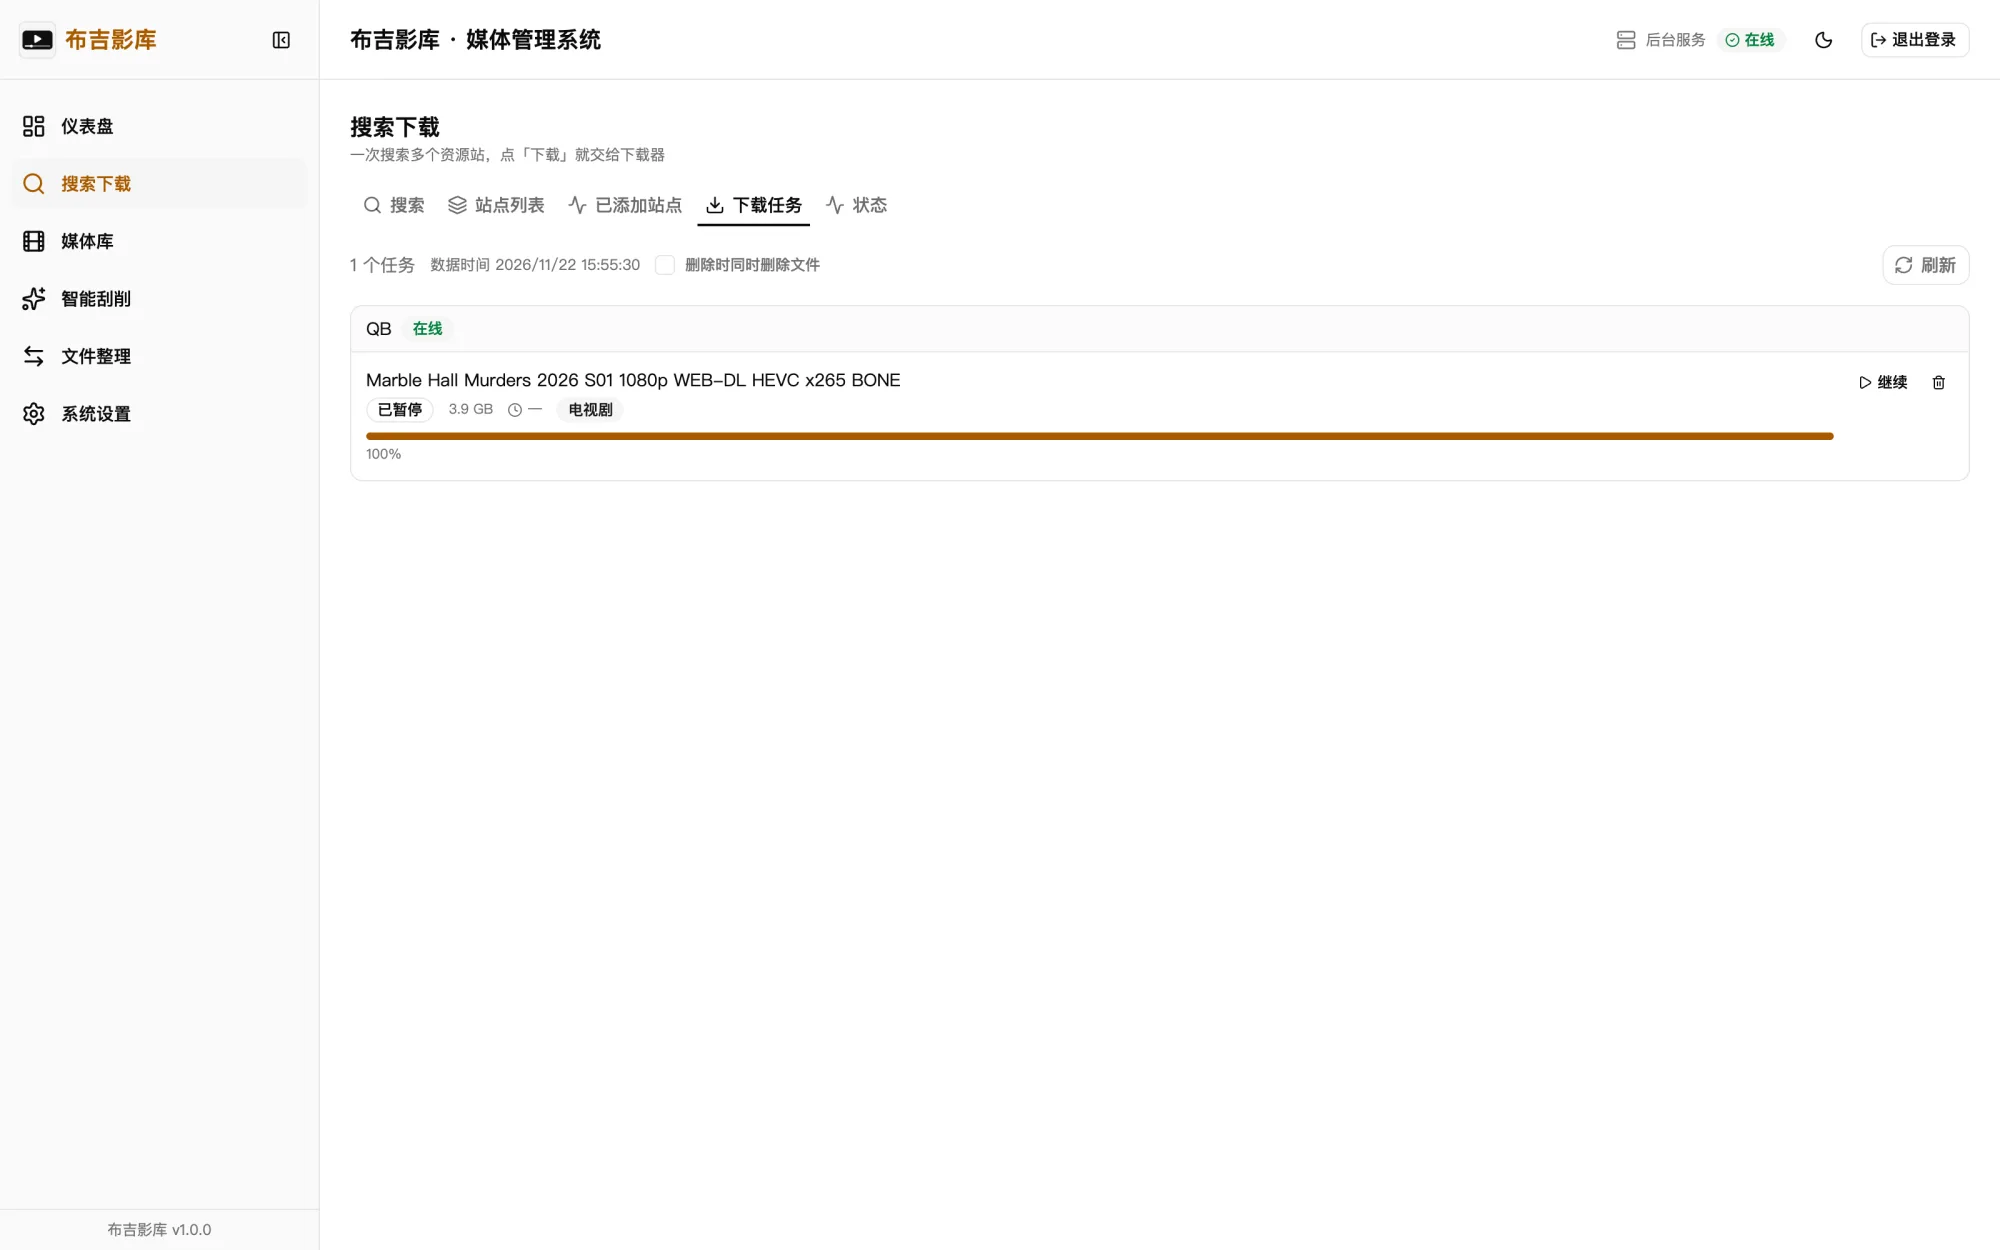 布吉影库
布吉影库 · 媒体管理系统
后台服务 在线
退出登录
仪表盘
搜索下载
媒体库
智能刮削
文件整理
系统设置
搜索下载
一次搜索多个资源站，点「下载」就交给下载器
搜索 站点列表 已添加站点 下载任务 状态
1 个任务 数据时间 2026/11/22 15:55:30 删除时同时删除文件 刷新
QB 在线
Marble Hall Murders 2026 S01 1080p WEB-DL HEVC x265 BONE
继续
已暂停 3.9 GB — 电视剧
100%
布吉影库 v1.0.0